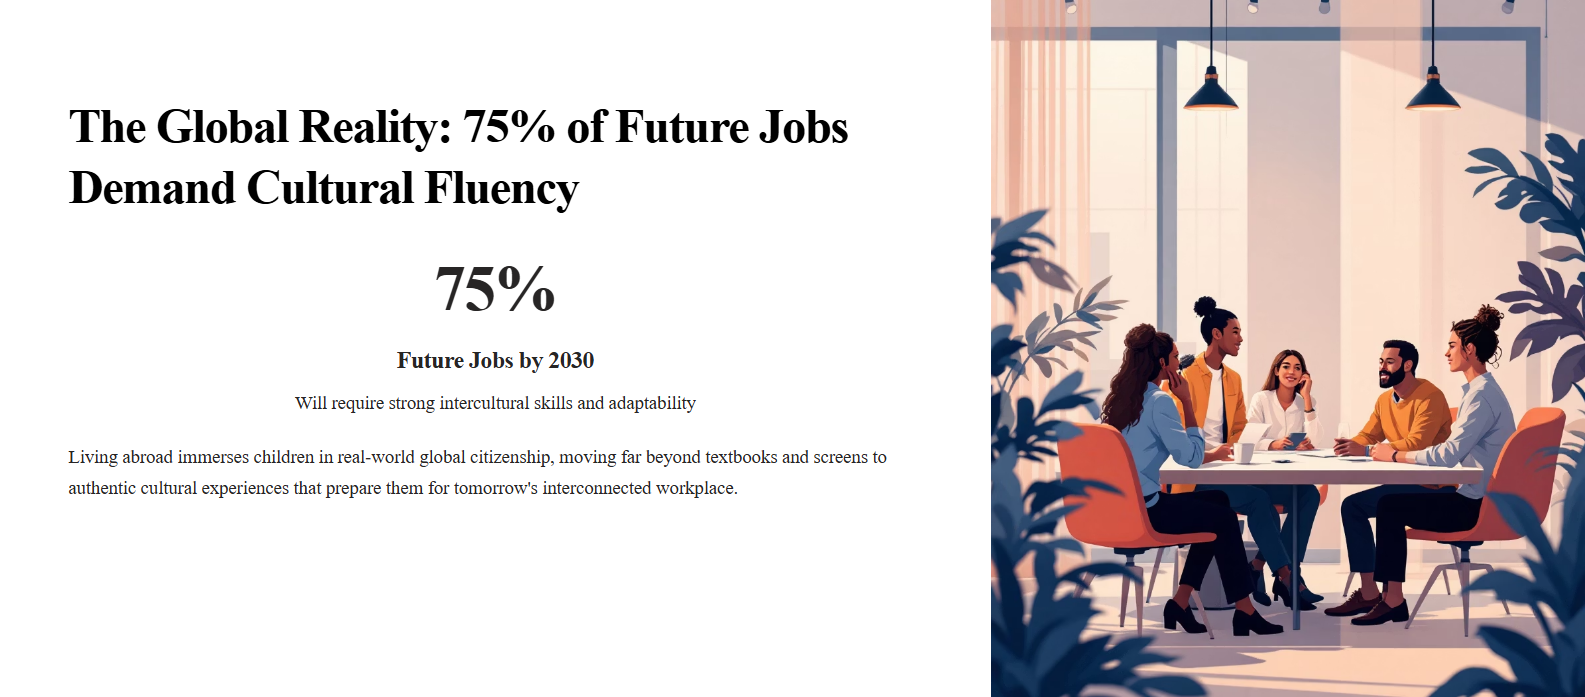 The Global Reality: 75% of Future Jobs
Demand Cultural Fluency
75%
Future Jobs by 2030
Will require strong intercultural skills and adaptability
Living abroad immerses children in real-world global citizenship, moving far beyond textbooks and screens to
authentic cultural experiences that prepare them for tomorrow's interconnected workplace.